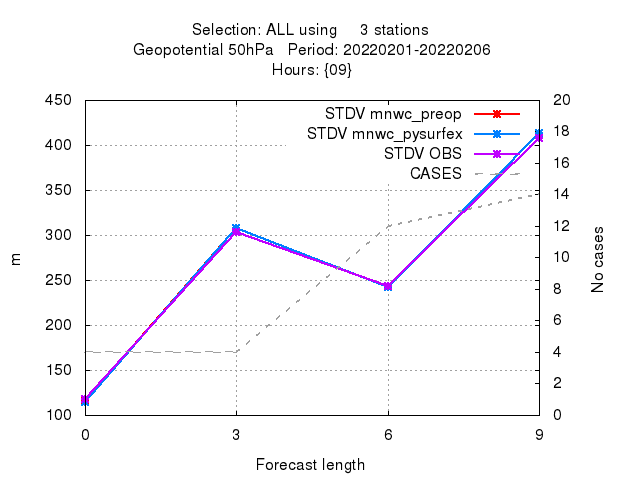 Selection: ALL using     3 stations
Geopotential 50hPa   Period: 20220201-20220206
Hours: {09}
450
400
350
300
250
200
150
100
m
STDV mnwc_preop
STDV mnwc_pysurfex
STDV OBS
CASES
20
18
16
14
12
10
8
6
4
2
0
No cases
0 3 6 9
Forecast length